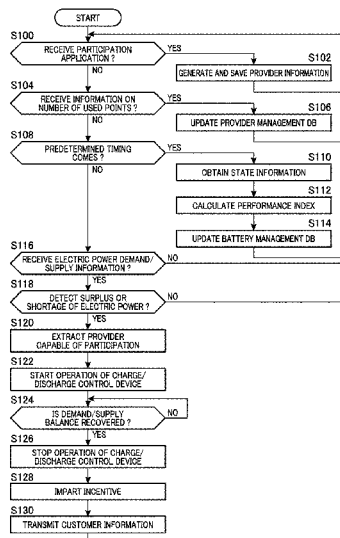 START
S100
RECEIVE PARTICIPATION
APPLICATION ?
YES
NO
S102
GENERATE AND SAVE PROVIDER INFORMATION
S104
RECEIVE INFORMATION ON
NUMBER OF USED POINTS ?
YES
NO
S106
UPDATE PROVIDER MANAGEMENT DB
S108
PREDETERMINED TIMING
COMES ?
YES
NO
S110
OBTAIN STATE INFORMATION
S112
CALCULATE PERFORMANCE INDEX
S114
UPDATE BATTERY MANAGEMENT DB
S116
RECEIVE ELECTRIC POWER DEMAND/
SUPPLY INFORMATION ?
NO
YES
S118
DETECT SURPLUS OR
SHORTAGE OF ELECTRIC POWER ?
NO
YES
S120
EXTRACT PROVIDER
CAPABLE OF PARTICIPATION
S122
START OPERATION OF CHARGE/
DISCHARGE CONTROL DEVICE
S124
IS DEMAND/SUPPLY
BALANCE RECOVERED ?
NO
YES
S126
STOP OPERATION OF CHARGE/
DISCHARGE CONTROL DEVICE
S128
IMPART INCENTIVE
S130
TRANSMIT CUSTOMER INFORMATION